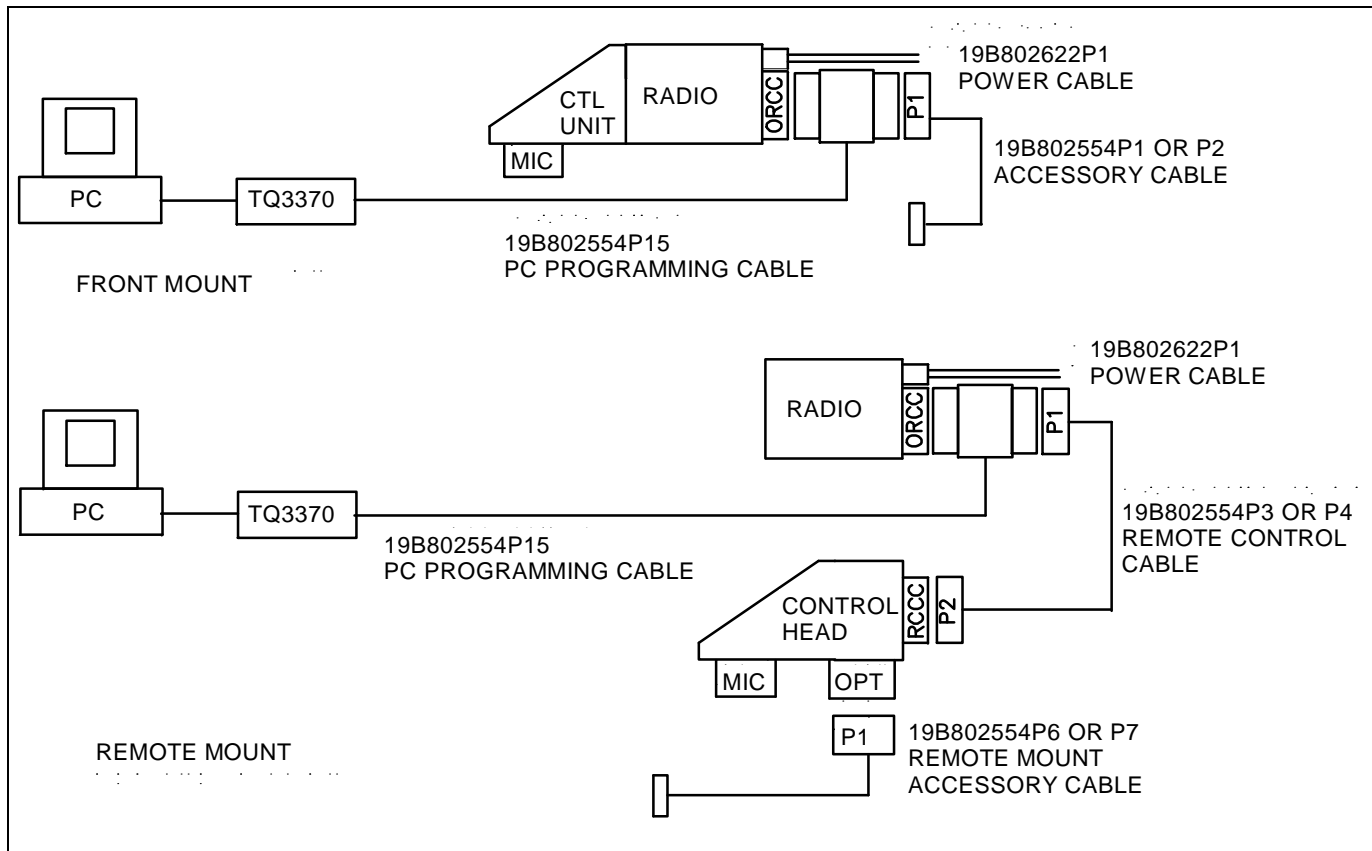 19B802622P1
POWER CABLE
RADIO
CTL
UNIT
ORCC
P1
MIC
19B802554P1 OR P2
ACCESSORY CABLE
PC
TQ3370
19B802554P15
PC PROGRAMMING CABLE
FRONT MOUNT
19B802622P1
POWER CABLE
RADIO
ORCC
P1
PC
TQ3370
19B802554P15
PC PROGRAMMING CABLE
19B802554P3 OR P4
REMOTE CONTROL
CABLE
CONTROL
HEAD
RCCC
P2
MIC
OPT
P1
19B802554P6 OR P7
REMOTE MOUNT
ACCESSORY CABLE
REMOTE MOUNT